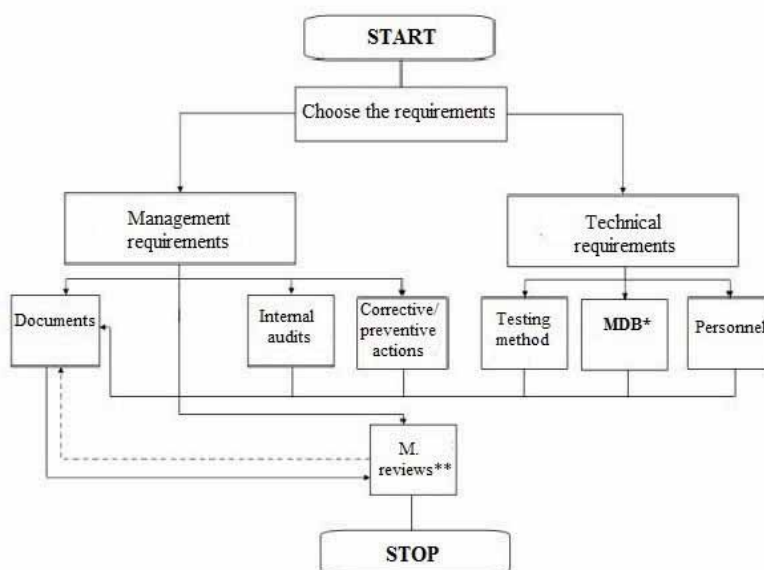 START
Choose the requirements
Management
requirements
Technical
requirements
Documents
Internal
audits
Corrective/
preventive
actions
Testing
method
MDB*
Personnel
M.
reviews**
STOP